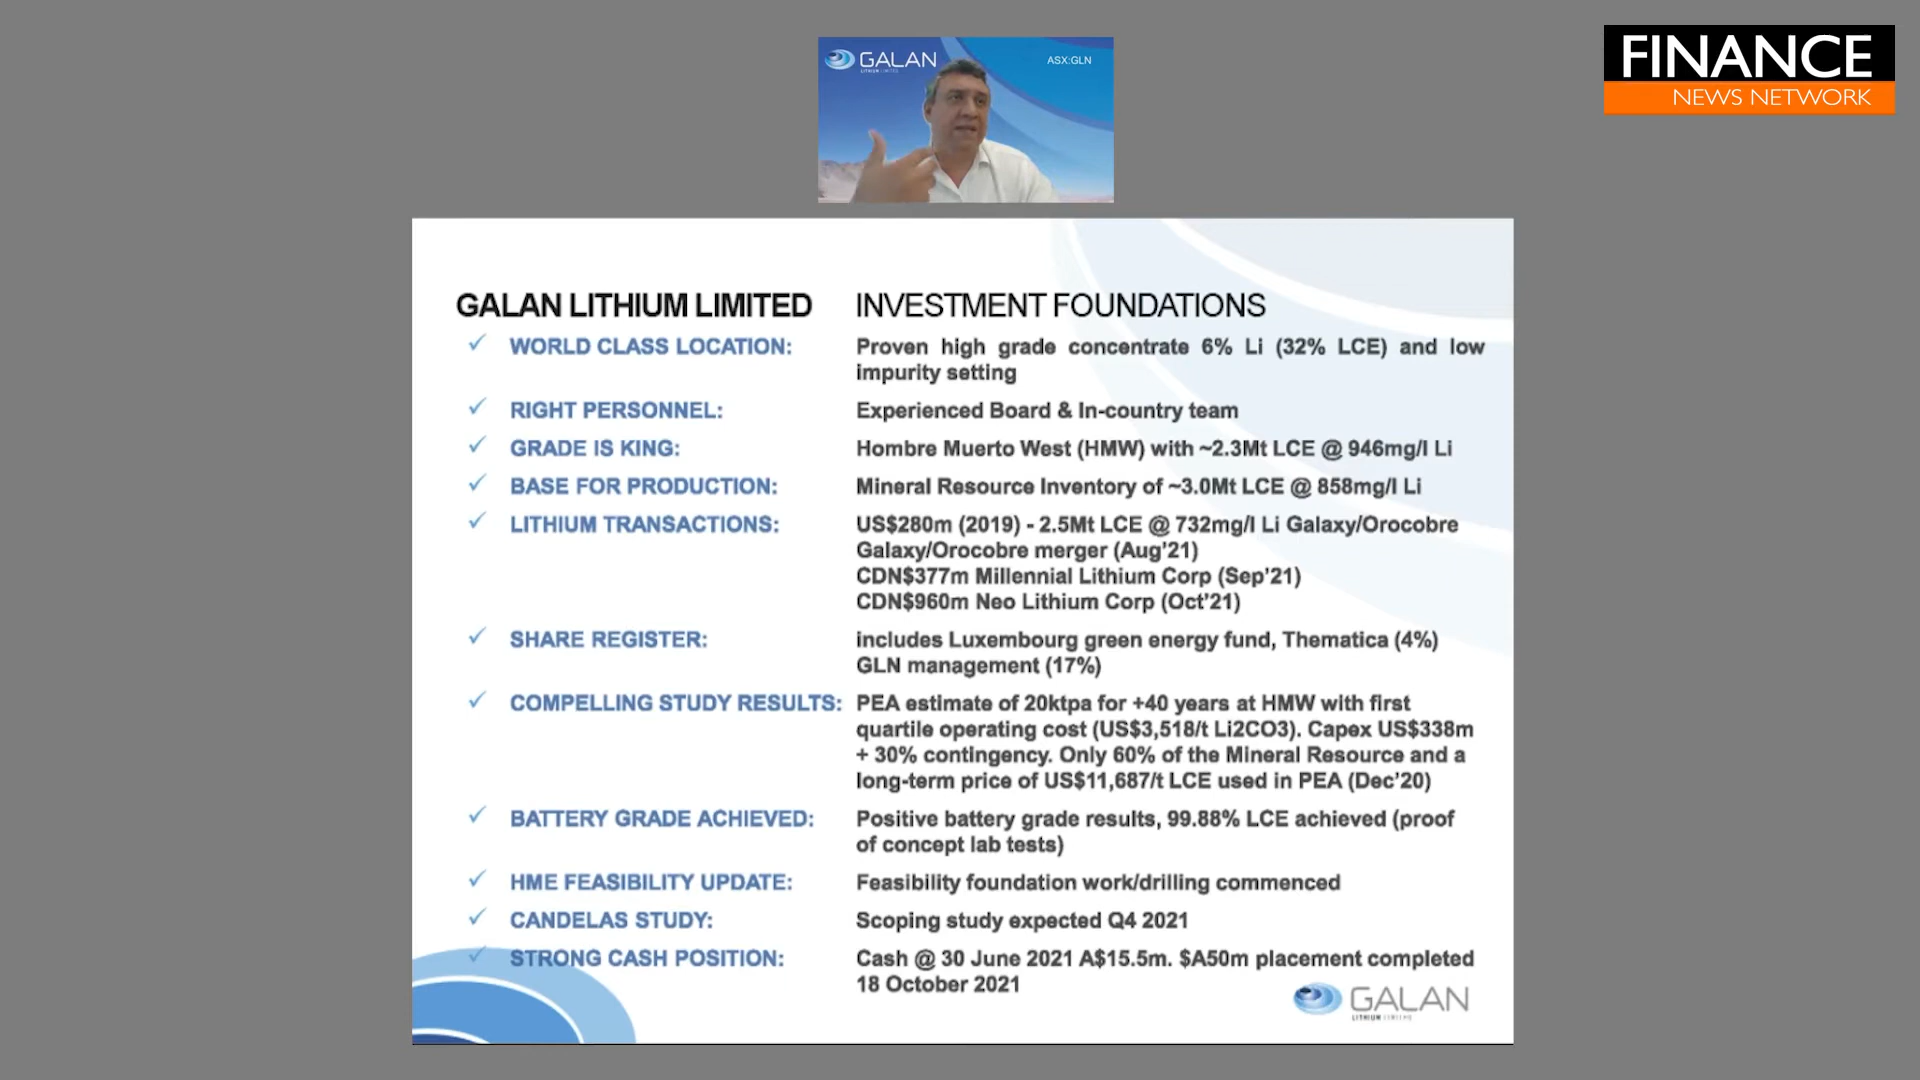 GALAN
LITHIUM LIMITED
ASX:GLN
FINANCE
NEWS NETWORK
GALAN LITHIUM LIMITED INVESTMENT FOUNDATIONS
✓ WORLD CLASS LOCATION: Proven high grade concentrate 6% Li (32% LCE) and low
impurity setting
✓ RIGHT PERSONNEL: Experienced Board & In-country team
✓ GRADE IS KING: Hombre Muerto West (HMW) with ~2.3Mt LCE @ 946mg/l Li
✓ BASE FOR PRODUCTION: Mineral Resource Inventory of ~3.0Mt LCE @ 858mg/l Li
✓ LITHIUM TRANSACTIONS: US$280m (2019) - 2.5Mt LCE @ 732mg/l Li Galaxy/Orocobre
Galaxy/Orocobre merger (Aug'21)
CDN$377m Millennial Lithium Corp (Sep'21)
CDN$960m Neo Lithium Corp (Oct'21)
✓ SHARE REGISTER: includes Luxembourg green energy fund, Thematica (4%)
GLN management (17%)
✓ COMPELLING STUDY RESULTS: PEA estimate of 20ktpa for +40 years at HMW with first
quartile operating cost (US$3,518/t Li2CO3). Capex US$338m
+ 30% contingency. Only 60% of the Mineral Resource and a
long-term price of US$11,687/t LCE used in PEA (Dec'20)
✓ BATTERY GRADE ACHIEVED: Positive battery grade results, 99.88% LCE achieved (proof
of concept lab tests)
✓ HME FEASIBILITY UPDATE: Feasibility foundation work/drilling commenced
✓ CANDELAS STUDY: Scoping study expected Q4 2021
✓ STRONG CASH POSITION: Cash @ 30 June 2021 A$15.5m. $A50m placement completed
18 October 2021
GALAN
LITHIUM LIMITED